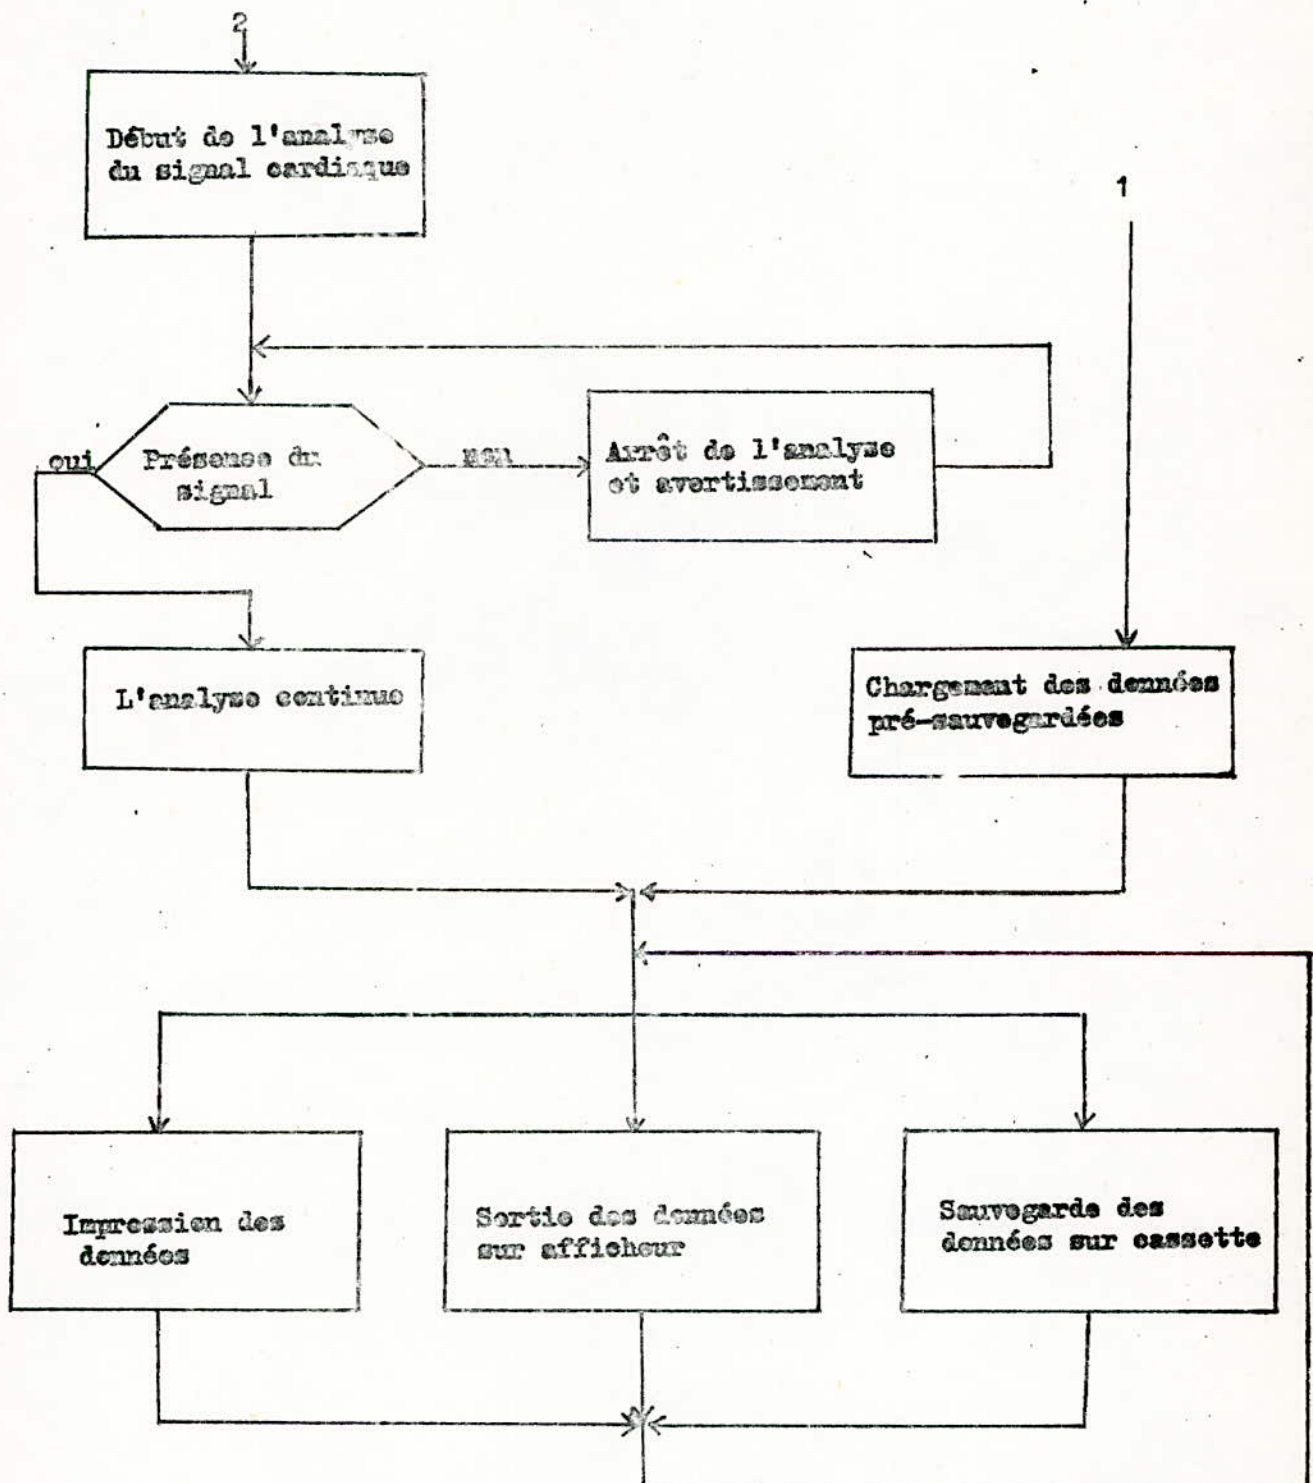 2
Début de l'analyse
du signal cardiaque
1
oui
Présence du
signal
non
Arrêt de l'analyse
et avertissement
L'analyse continue
Chargement des données
pré-sauvegardées
Impression des
données
Sortie des données
sur afficheur
Sauvegarde des
données sur cassette